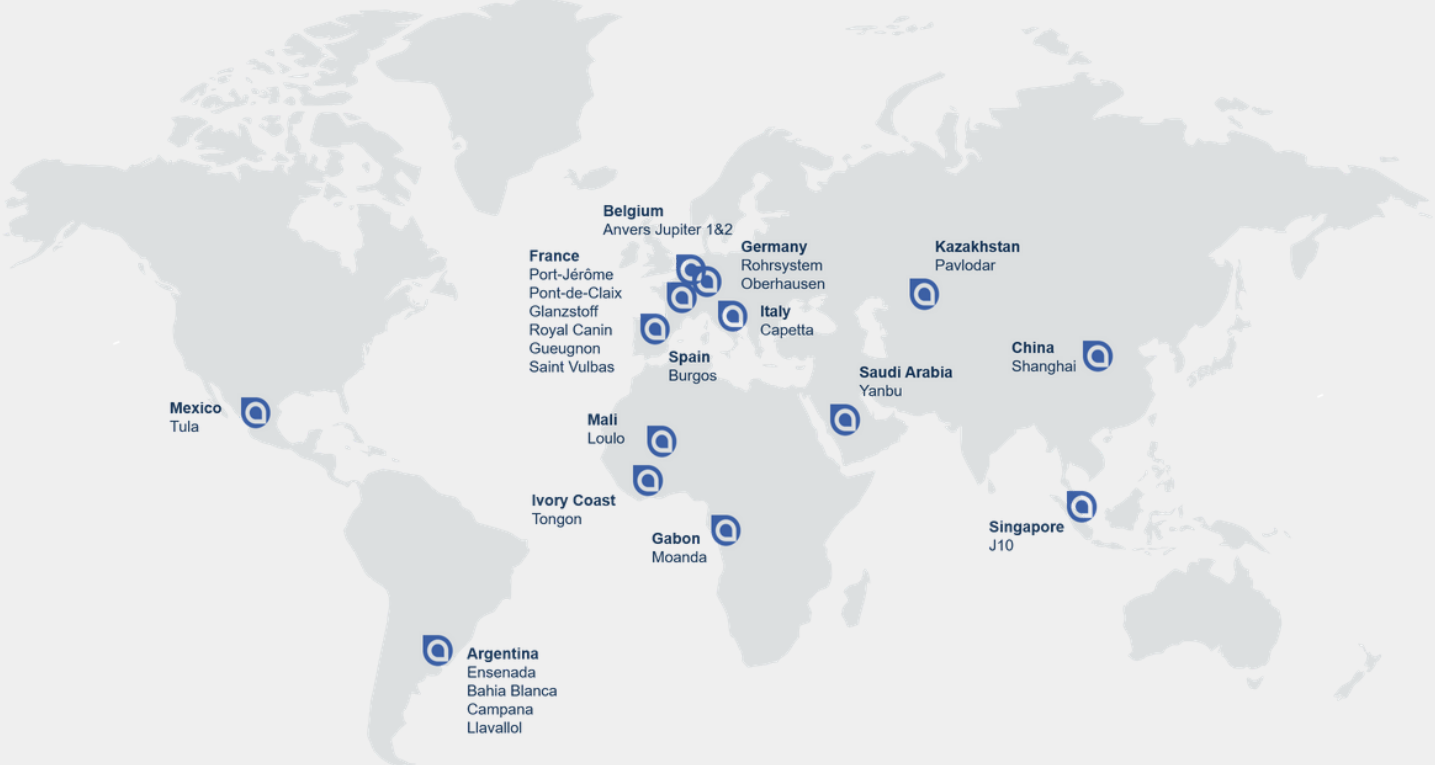 Belgium
Anvers Jupiter 1&2
France
Port-Jérôme
Pont-de-Claix
Glanzstoff
Royal Canin
Gueugnon
Saint Vulbas
Germany
Rohrsystem
Oberhausen
Kazakhstan
Pavlodar
Italy
Capetta
Spain
Burgos
China
Shanghai
Saudi Arabia
Yanbu
Mexico
Tula
Mali
Loulo
Ivory Coast
Tongon
Gabon
Moanda
Singapore
J10
Argentina
Ensenada
Bahia Blanca
Campana
Llavallol